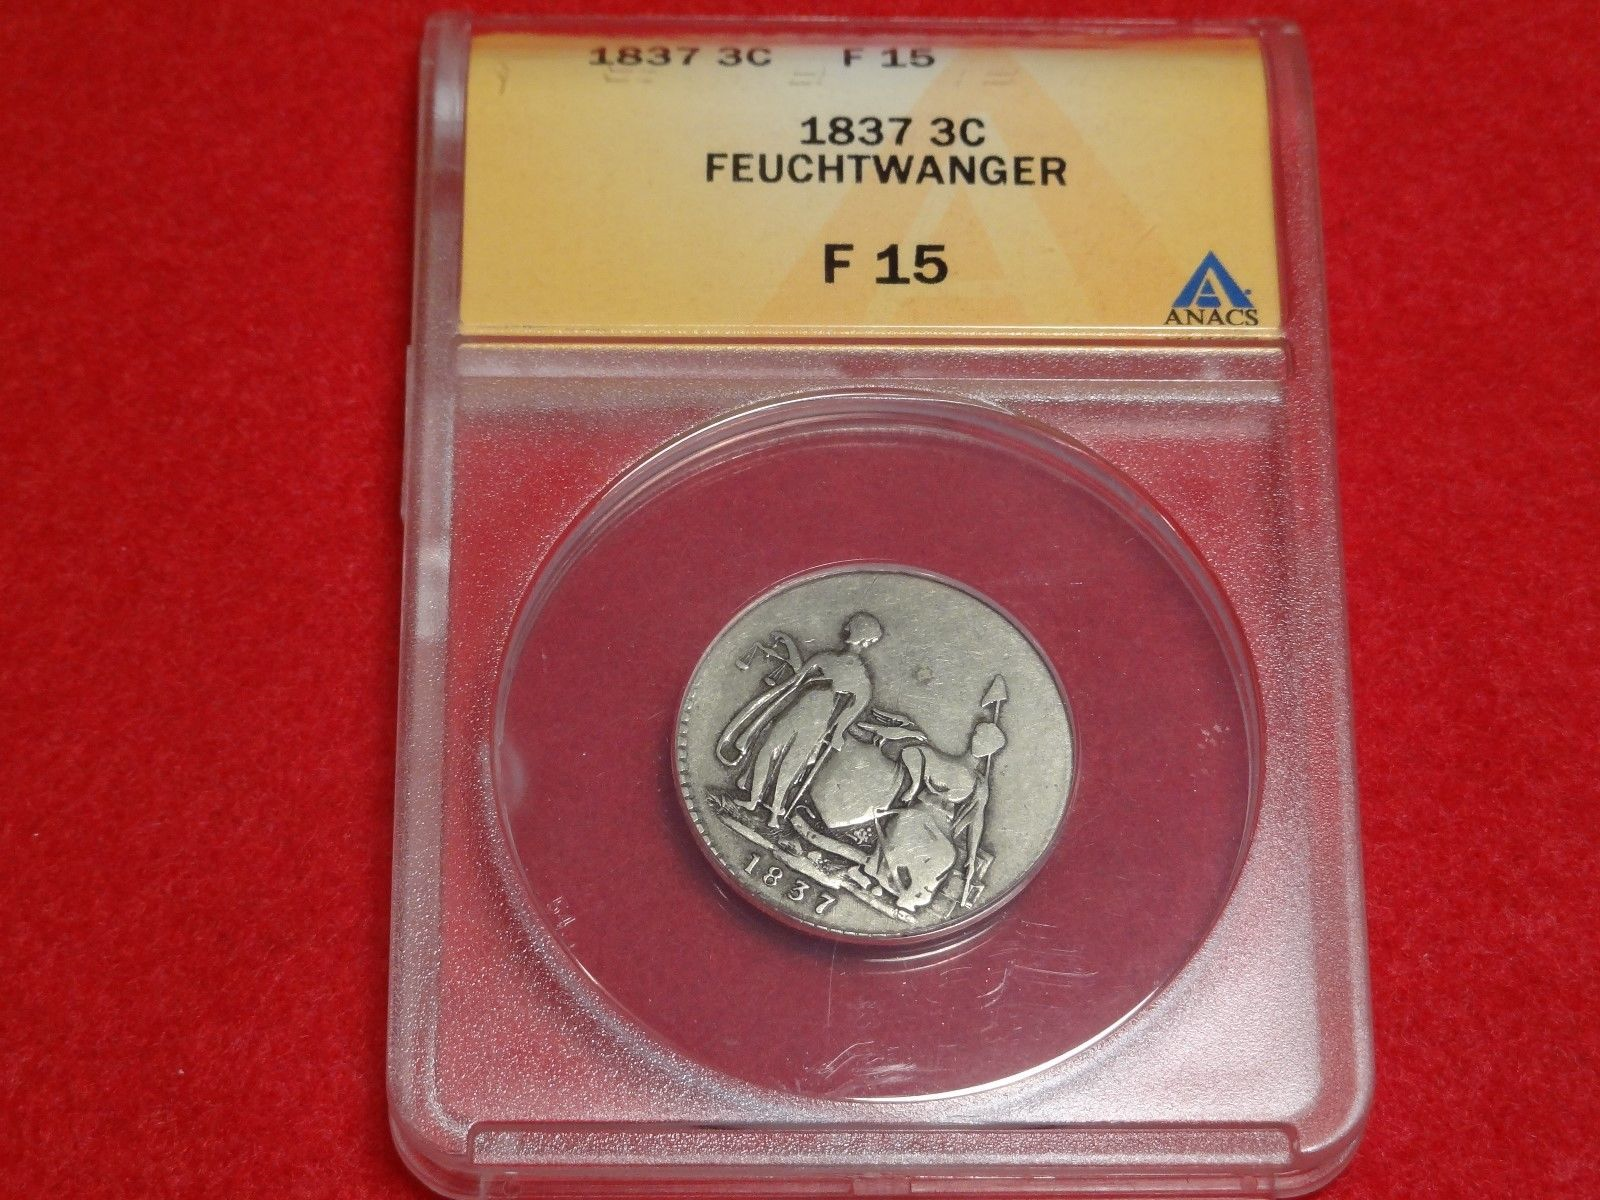 1837 3C F 15
1837 3C
FEUCHTWANGER
F 15
ANACS
1837